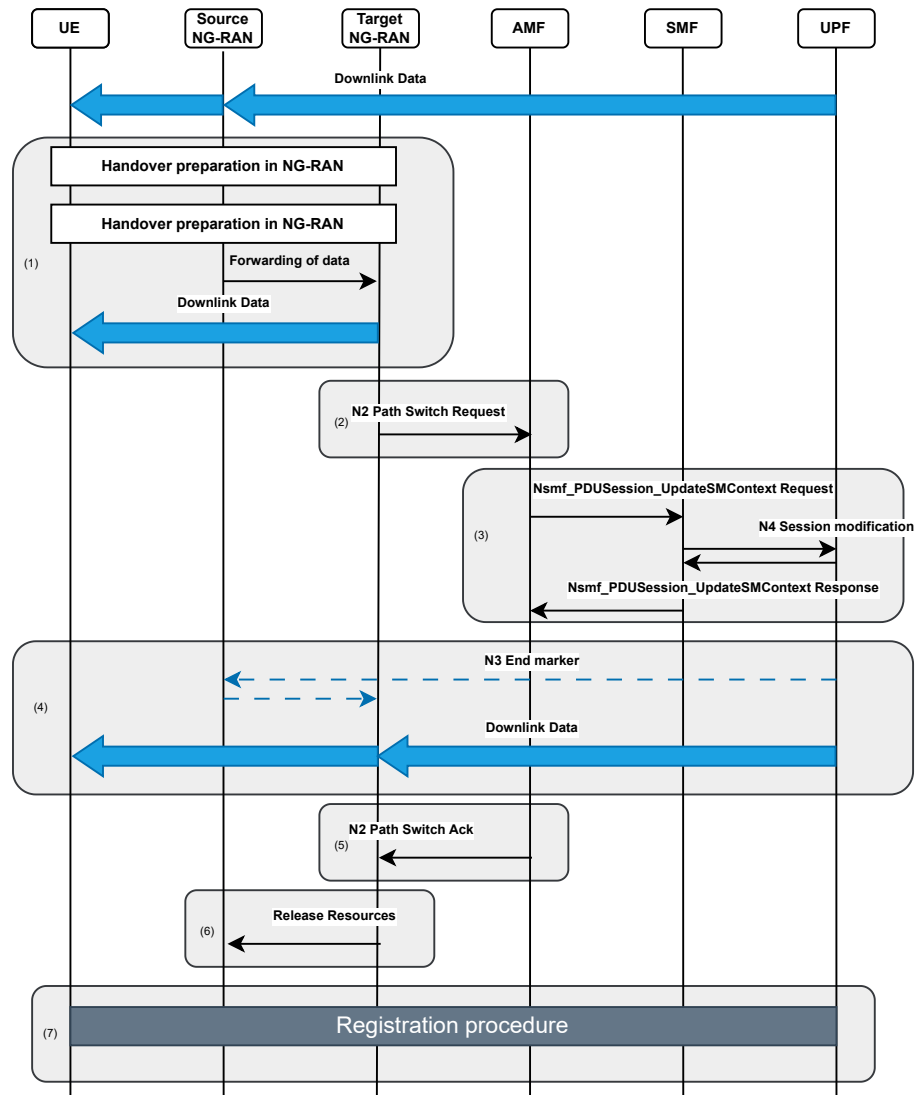 UE
Source
NG-RAN
Target
NG-RAN
AMF
SMF
UPF
Downlink Data
Handover preparation in NG-RAN
Handover preparation in NG-RAN
(1)
Forwarding of data
Downlink Data
N2 Path Switch Request
(2)
Nsmf_PDUSession_UpdateSMContext Request
N4 Session modification
(3)
Nsmf_PDUSession_UpdateSMContext Response
N3 End marker
(4)
Downlink Data
N2 Path Switch Ack
(5)
Release Resources
(6)
Registration procedure
(7)